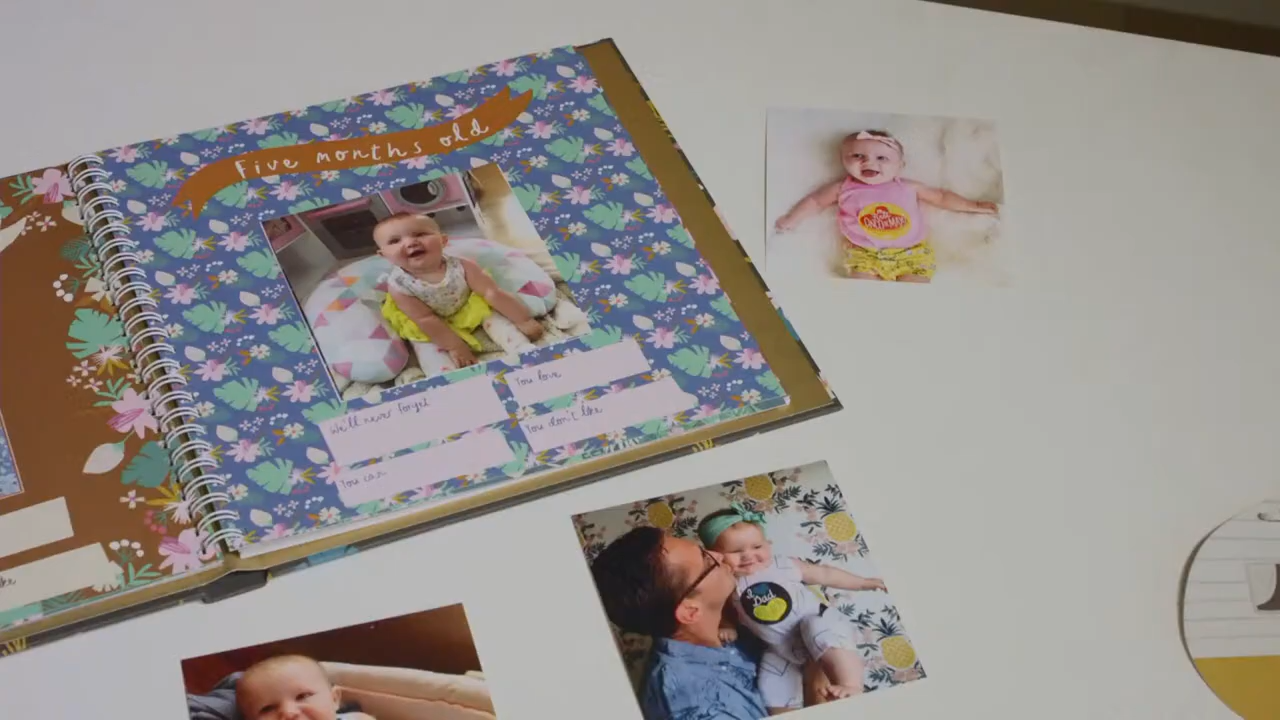 Five months old
We'll never forget
You love
You don't like
You can
I
Dad